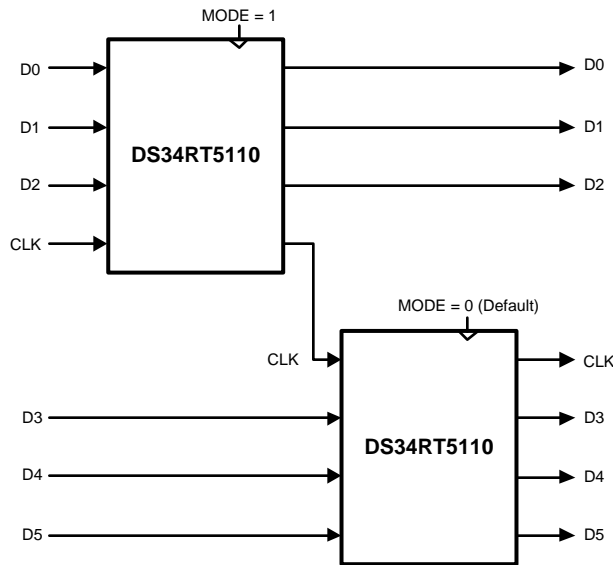 MODE = 1
D0
D0
D1
DS34RT5110
D1
D2
D2
CLK
MODE = 0 (Default)
CLK
CLK
D3
D3
DS34RT5110
D4
D4
D5
D5